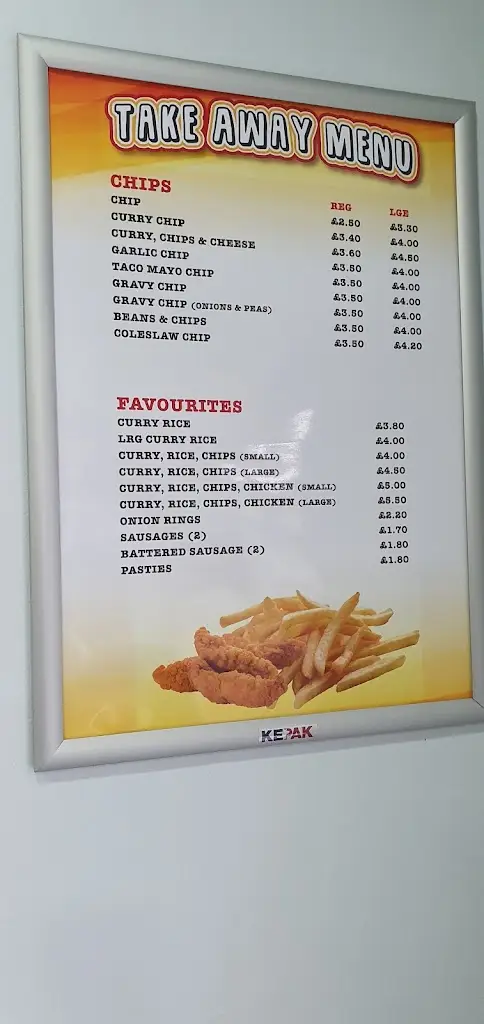 TAKE AWAY MENU
CHIPS REG LGE
CHIP £2.50 £3.30
CURRY CHIP £3.40 £4.00
CURRY, CHIPS & CHEESE £3.60 £4.50
GARLIC CHIP £3.50 £4.00
TACO MAYO CHIP £3.50 £4.00
GRAVY CHIP £3.50 £4.00
GRAVY CHIP (ONIONS & PEAS) £3.50 £4.00
BEANS & CHIPS £3.50 £4.00
COLESLAW CHIP £3.50 £4.20
FAVOURITES
CURRY RICE £3.80
LRG CURRY RICE £4.00
CURRY, RICE, CHIPS (SMALL) £4.00
CURRY, RICE, CHIPS (LARGE) £4.50
CURRY, RICE, CHIPS, CHICKEN (SMALL) £5.00
CURRY, RICE, CHIPS, CHICKEN (LARGE) £5.50
ONION RINGS £2.20
SAUSAGES (2) £1.70
BATTERED SAUSAGE (2) £1.80
PASTIES £1.80
KEPAK